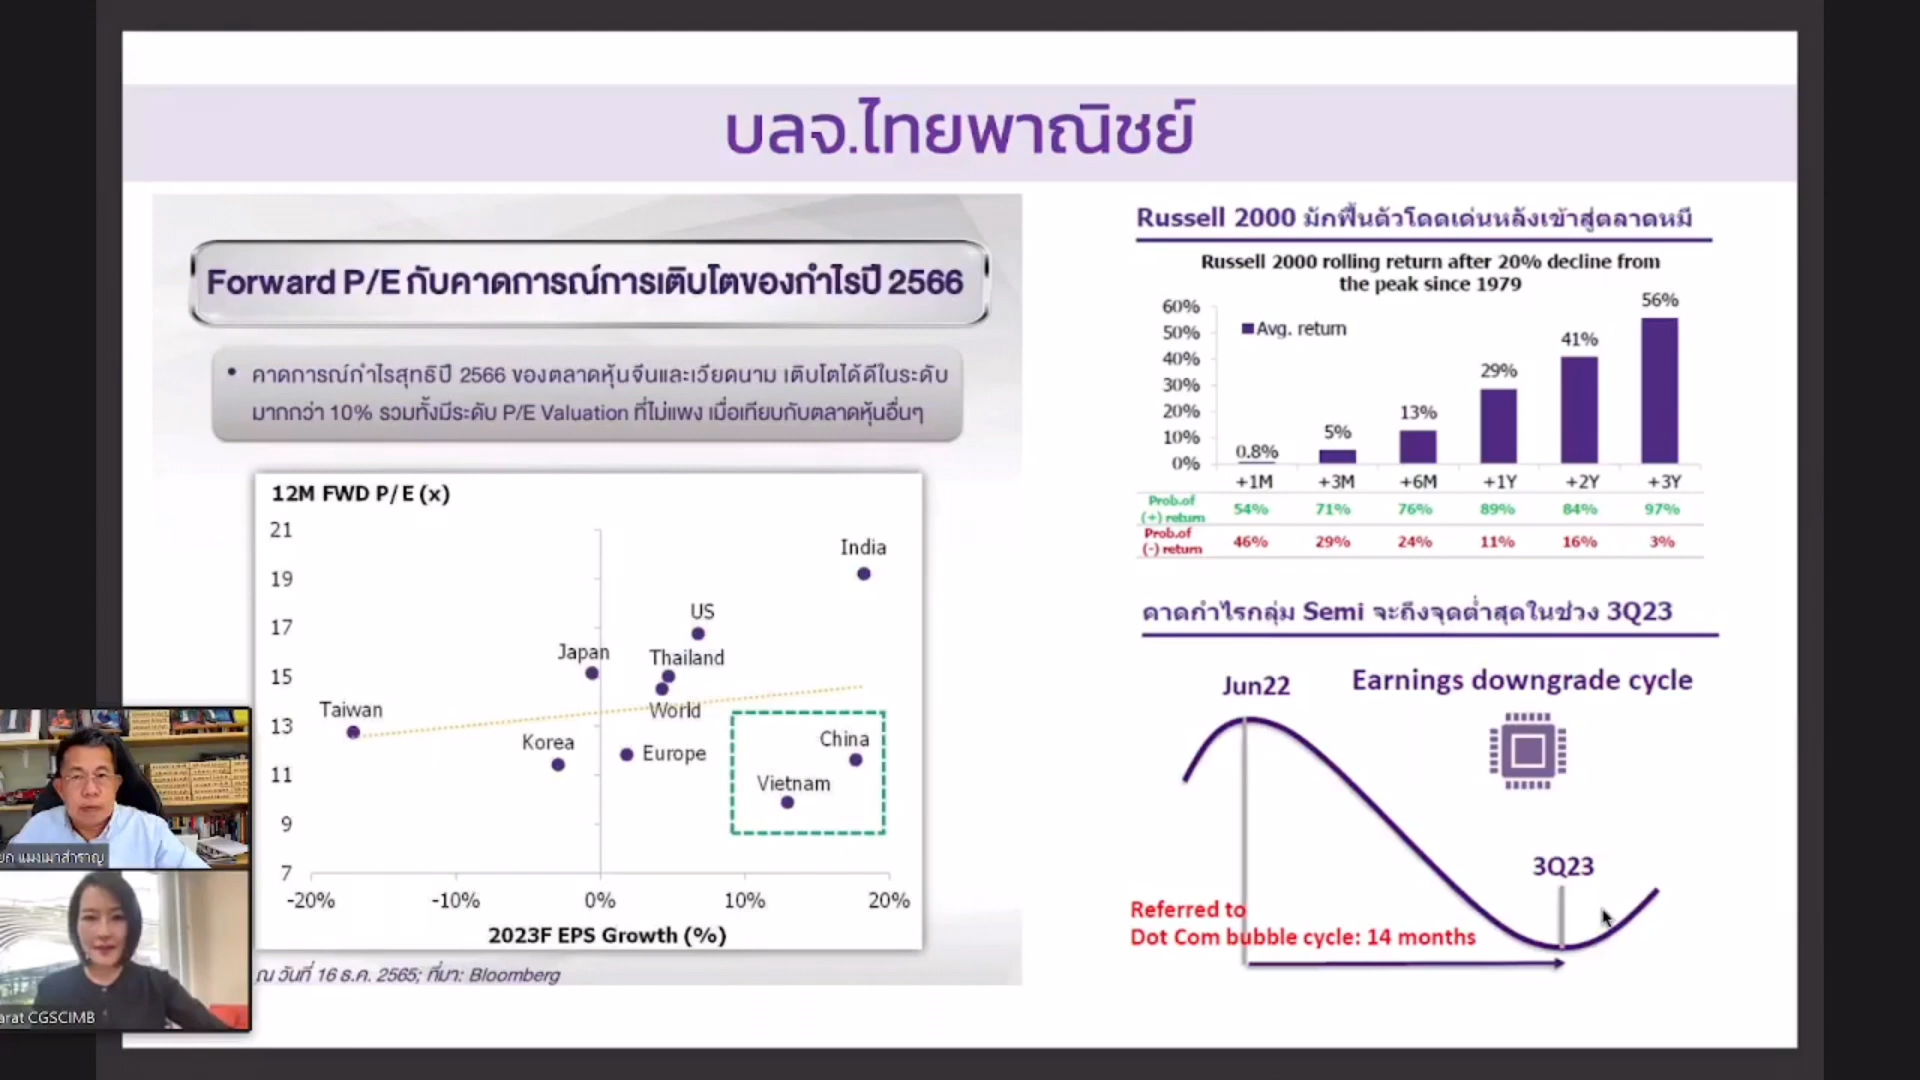 บลจ.ไทยพาณิชย์
Forward P/E กับคาดการณ์การเติบโตของกำไรปี 2566
• คาดการณ์กำไรสุทธิปี 2566 ของตลาดหุ้นจีนและเวียดนาม เติบโตได้ดีในระดับ
มากกว่า 10% รวมทั้งมีระดับ P/E Valuation ที่ไม่แพง เมื่อเทียบกับตลาดหุ้นอื่นๆ
12M FWD P/E (x)
21
19
17
15
13
11
9
7
India
US
Japan
Thailand
Taiwan
World
Korea
Europe
China
Vietnam
-20% -10% 0% 10% 20%
2023F EPS Growth (%)
ณ วันที่ 16 ธ.ค. 2565; ที่มา: Bloomberg
Russell 2000 มักฟื้นตัวโดดเด่นหลังเข้าสู่ตลาดหมี
Russell 2000 rolling return after 20% decline from
the peak since 1979
60%
50%
40%
30%
20%
10%
0%
Avg. return
0.8% 5% 13% 29% 41% 56%
+1M +3M +6M +1Y +2Y +3Y
Prob.of
(+) return
54% 71% 76% 89% 84% 97%
Prob.of
(-) return
46% 29% 24% 11% 16% 3%
คาดกำไรกลุ่ม Semi จะถึงจุดต่ำสุดในช่วง 3Q23
Jun22
Earnings downgrade cycle
3Q23
Referred to
Dot Com bubble cycle: 14 months
แมงเมาสำราญ
arat CGSCIMB